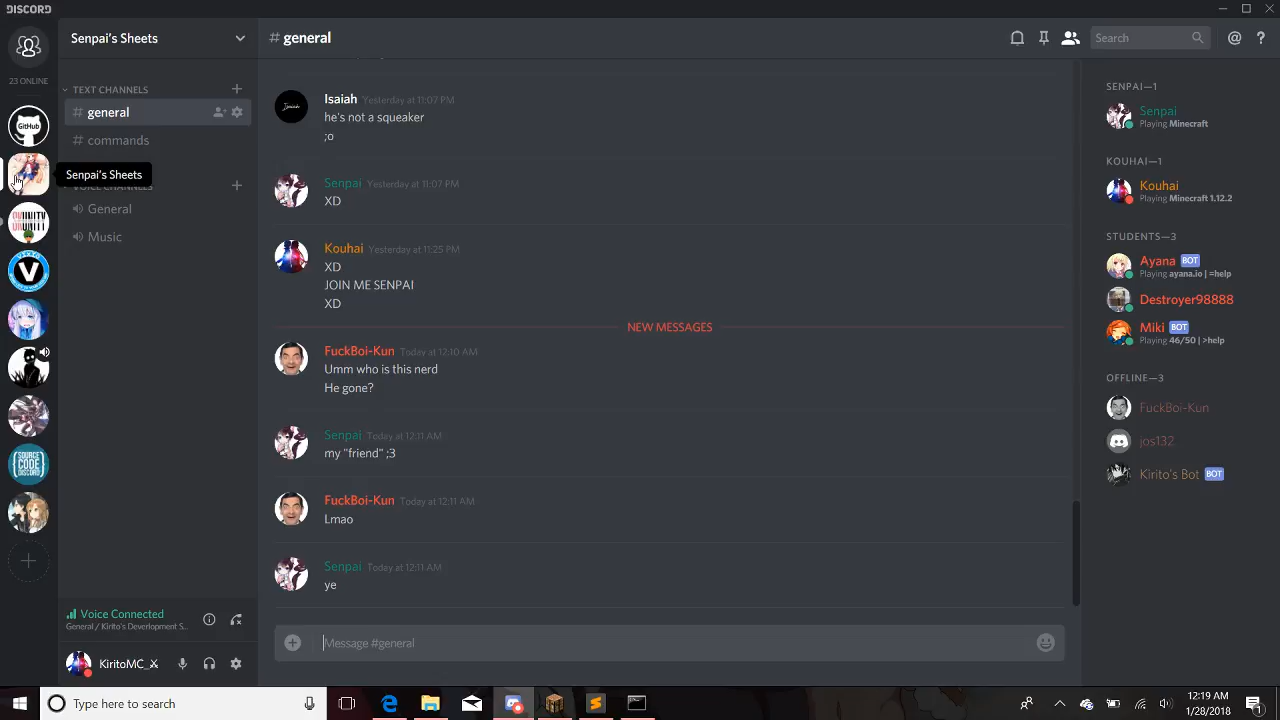 DISCORD
Senpai's Sheets
# general
Search
@
?
23 ONLINE
TEXT CHANNELS
# general
# commands
Senpai's Sheets
General
Music
GitHub
SKUNITY
V
{SOURCE
CODE
DISCORD}
Isaiah Yesterday at 11:07 PM
he's not a squeaker
;o
Senpai Yesterday at 11:07 PM
XD
Kouhai Yesterday at 11:25 PM
XD
JOIN ME SENPAI
XD
NEW MESSAGES
FuckBoi-Kun Today at 12:10 AM
Umm who is this nerd
He gone?
Senpai Today at 12:11 AM
my "friend" ;3
FuckBoi-Kun Today at 12:11 AM
Lmao
Senpai Today at 12:11 AM
ye
Message #general
SENPAI—1
Senpai
Playing Minecraft
KOUHAI—1
Kouhai
Playing Minecraft 1.12.2
STUDENTS—3
Ayana BOT
Playing ayana.io | =help
Destroyer98888
Miki BOT
Playing 46/50 | >help
OFFLINE—3
FuckBoi-Kun
jos132
Kirito's Bot BOT
Voice Connected
General / Kirito's Deverlopment S...
KiritoMC_X
Type here to search
12:19 AM
1/28/2018